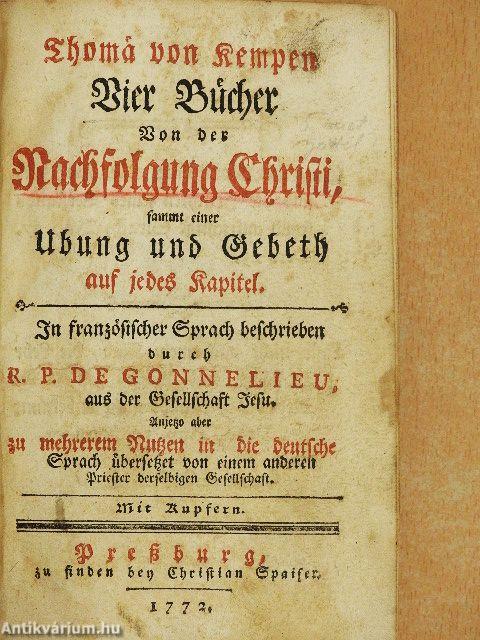 Thomä von Kempen
Vier Bücher
Von der
Nachfolgung Christi,
sammt einer
Ubung und Gebeth
auf jedes Kapitel.
In französischer Sprach beschrieben
durch
R. P. DE GONNELIEU,
aus der Gesellschaft Jesu.
Anjetzo aber
zu mehrerem Nutzen in die deutsche
Sprach übersetzet von einem anderen
Priester derselbigen Gesellschaft.
Mit Kupfern.
Preßburg,
zu finden bey Christian Spaiser.
1772.
Antikvárium.hu